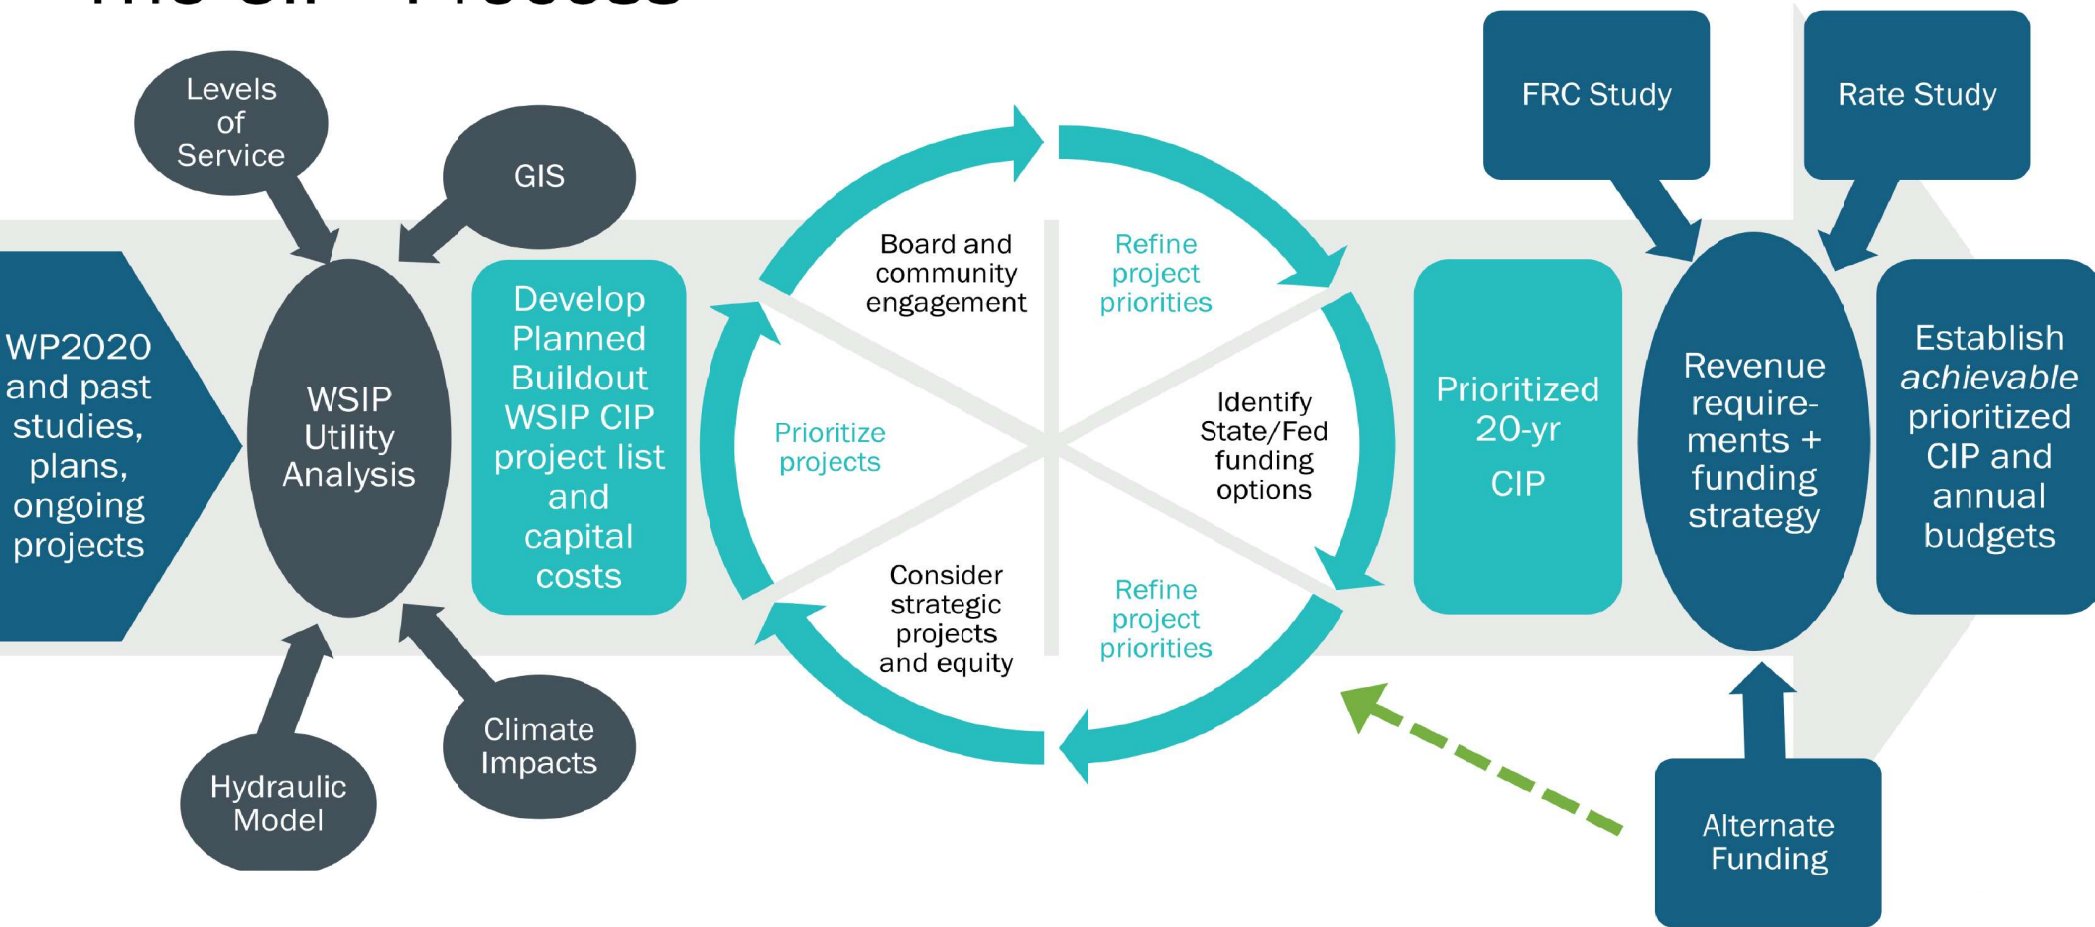 Levels
of
Service
GIS
WP2020
and past
studies,
plans,
ongoing
projects
WSIP
Utility
Analysis
Hydraulic
Model
Climate
Impacts
Develop
Planned
Buildout
WSIP CIP
project list
and
capital
costs
Board and
community
engagement
Refine
project
priorities
Identify
State/Fed
funding
options
Refine
project
priorities
Consider
strategic
projects
and equity
Prioritize
projects
Prioritized
20-yr
CIP
FRC Study
Rate Study
Revenue
require-
ments +
funding
strategy
Alternate
Funding
Establish
achievable
prioritized
CIP and
annual
budgets